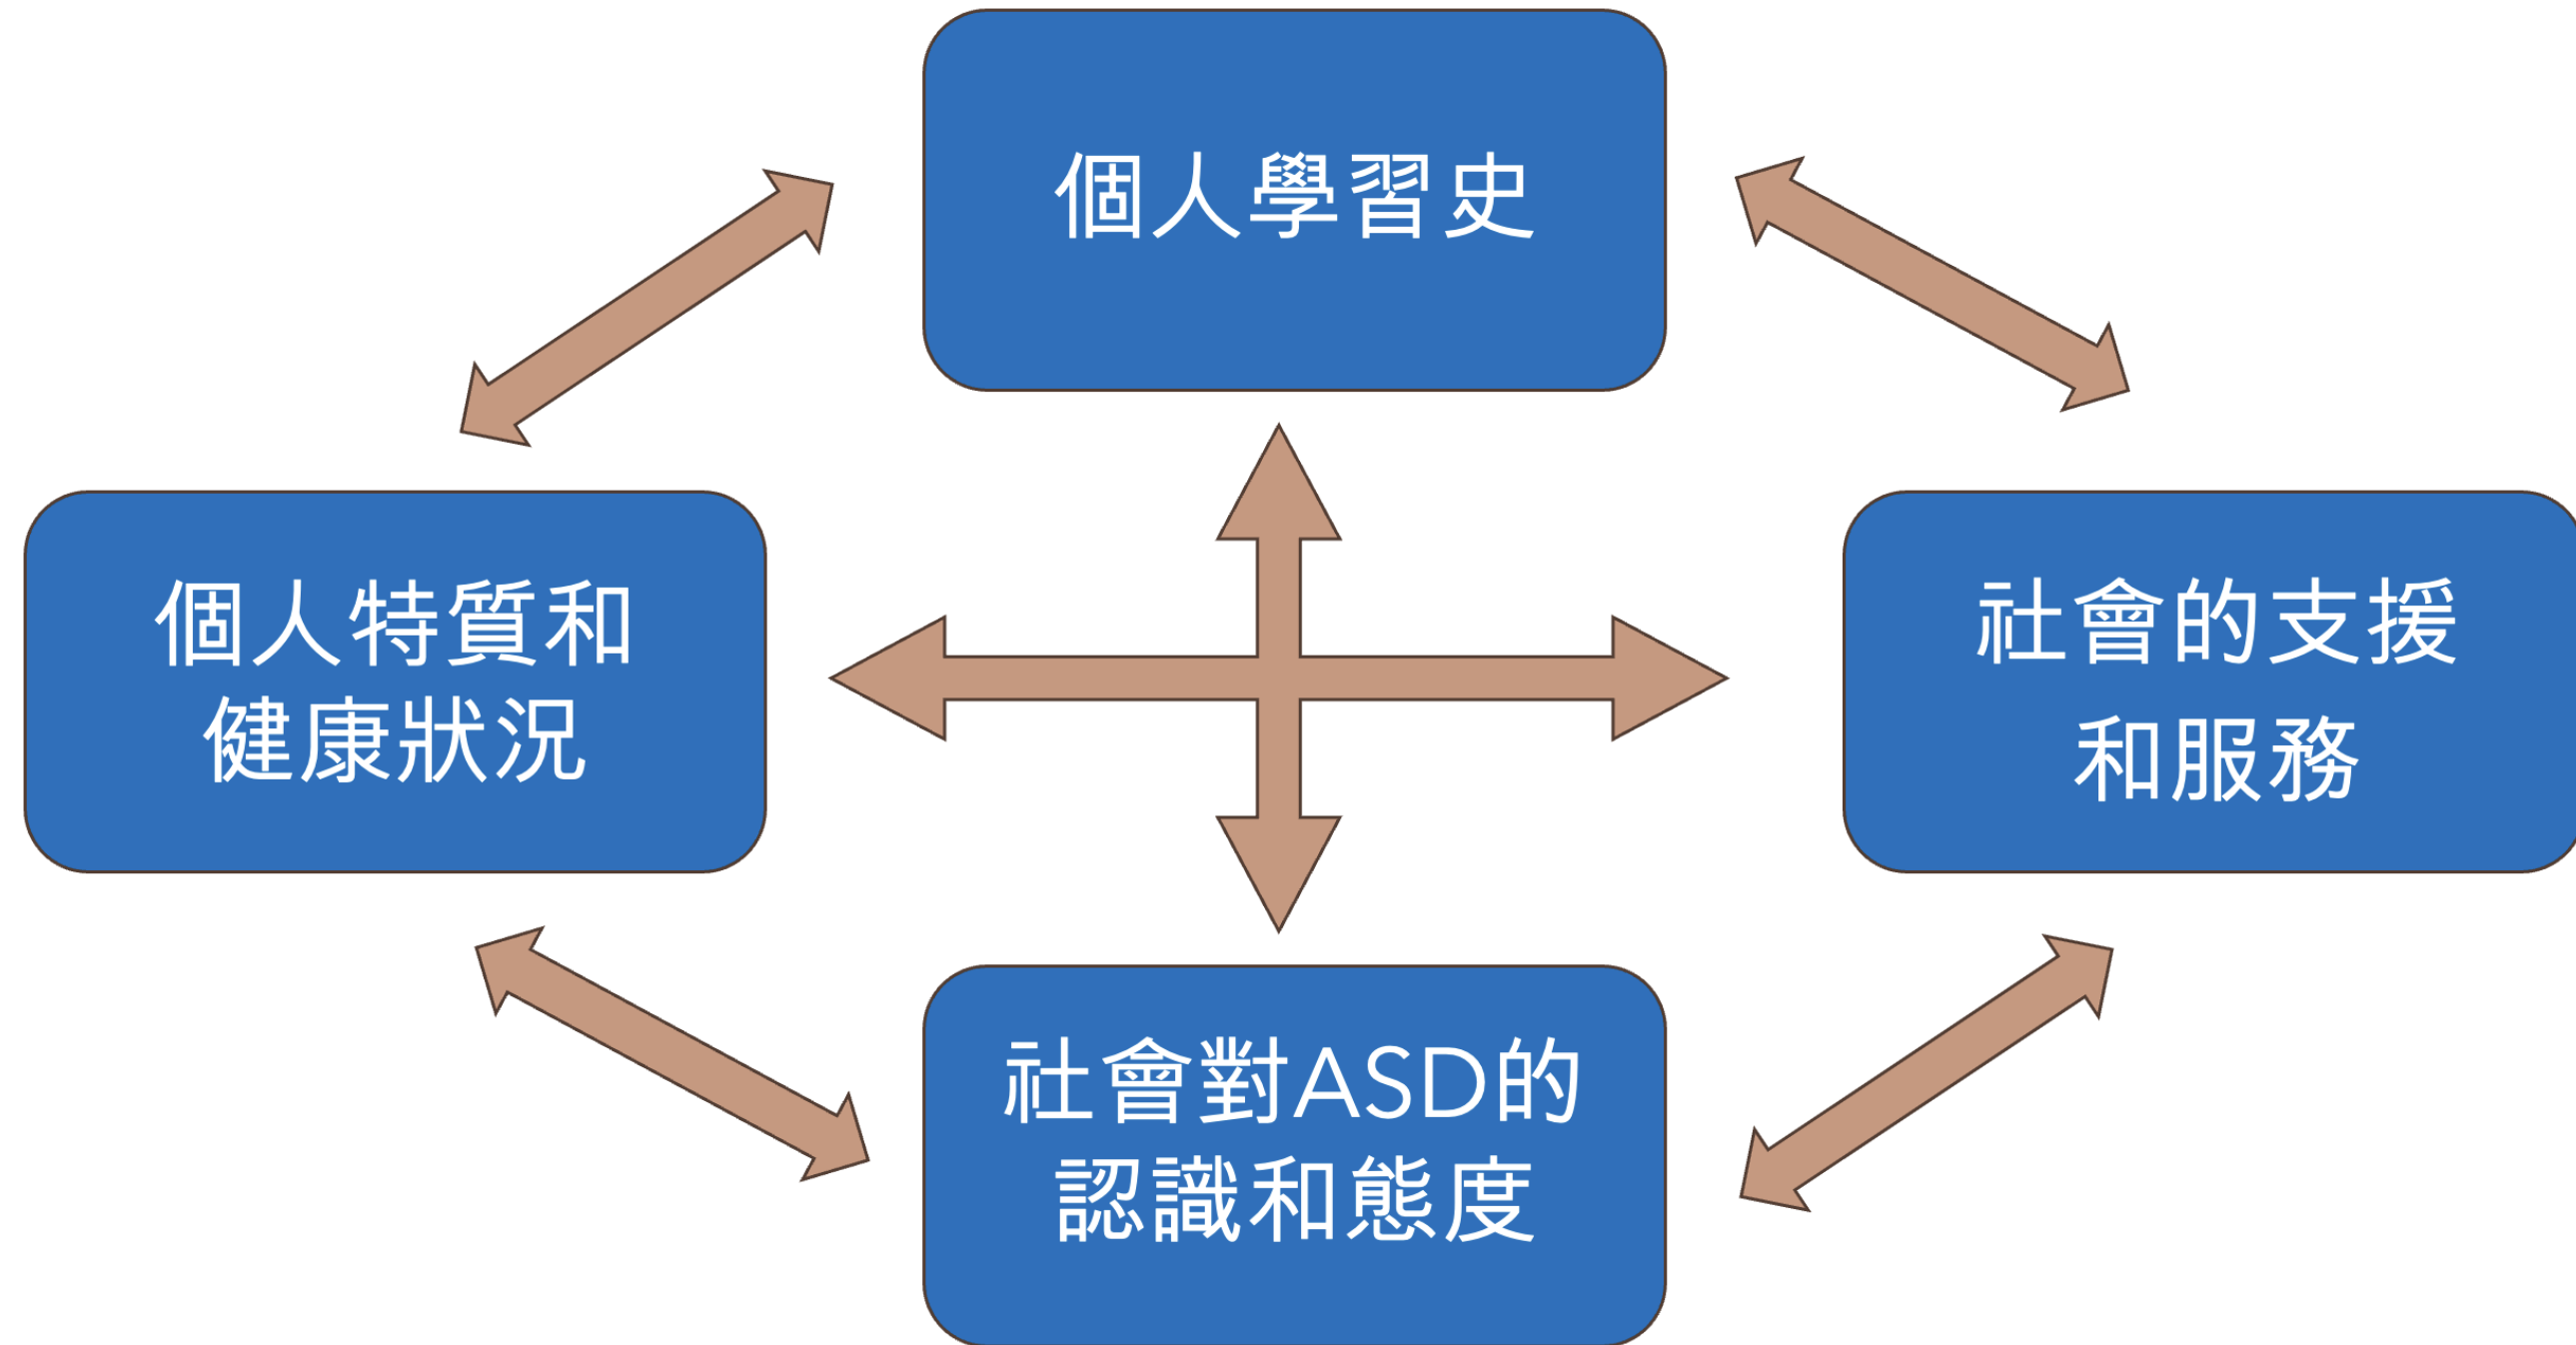 個人學習史
個人特質和
健康狀況
社會的支援
和服務
社會對ASD的
認識和態度